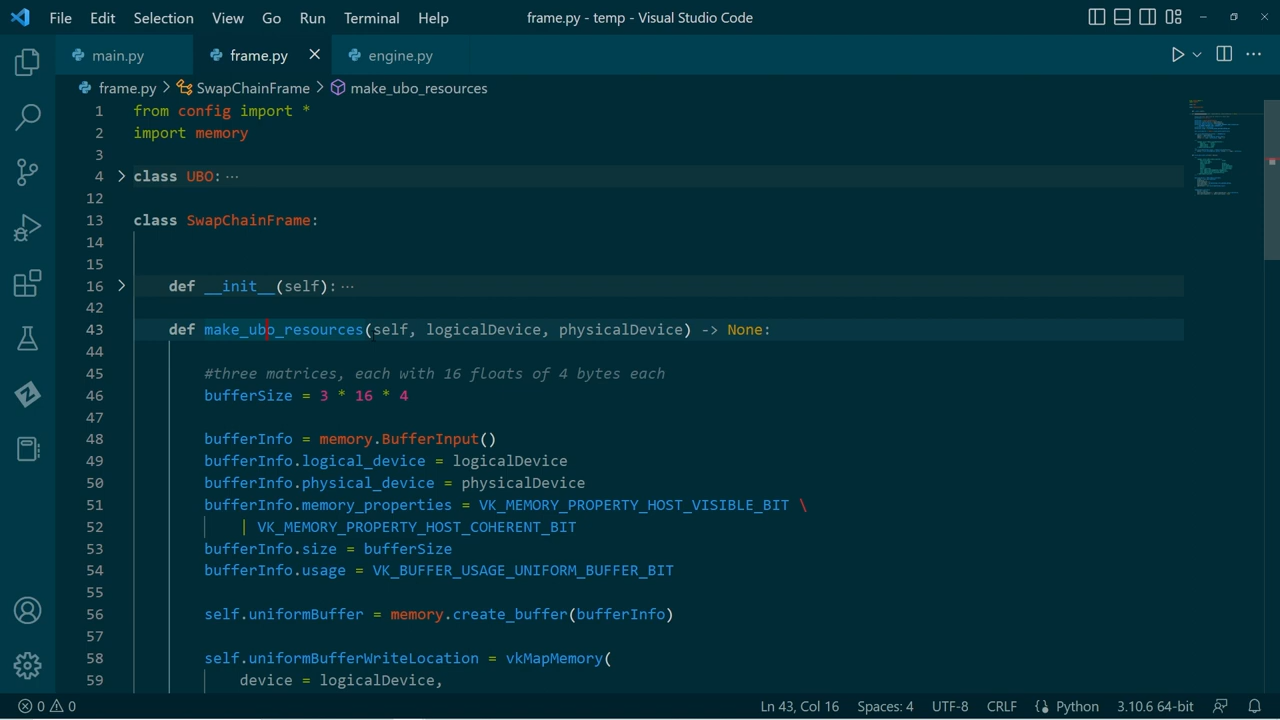 File Edit Selection View Go Run Terminal Help frame.py - temp - Visual Studio Code
main.py frame.py engine.py
frame.py > SwapChainFrame > make_ubo_resources
1 from config import *
2 import memory
3
4 class UBO: ···
12
13 class SwapChainFrame:
14
15
16 def __init__(self): ···
42
43 def make_ubo_resources(self, logicalDevice, physicalDevice) -> None:
44
45 #three matrices, each with 16 floats of 4 bytes each
46 bufferSize = 3 * 16 * 4
47
48 bufferInfo = memory.BufferInput()
49 bufferInfo.logical_device = logicalDevice
50 bufferInfo.physical_device = physicalDevice
51 bufferInfo.memory_properties = VK_MEMORY_PROPERTY_HOST_VISIBLE_BIT \
52 | VK_MEMORY_PROPERTY_HOST_COHERENT_BIT
53 bufferInfo.size = bufferSize
54 bufferInfo.usage = VK_BUFFER_USAGE_UNIFORM_BUFFER_BIT
55
56 self.uniformBuffer = memory.create_buffer(bufferInfo)
57
58 self.uniformBufferWriteLocation = vkMapMemory(
59 device = logicalDevice,
0 0 Ln 43, Col 16 Spaces: 4 UTF-8 CRLF Python 3.10.6 64-bit